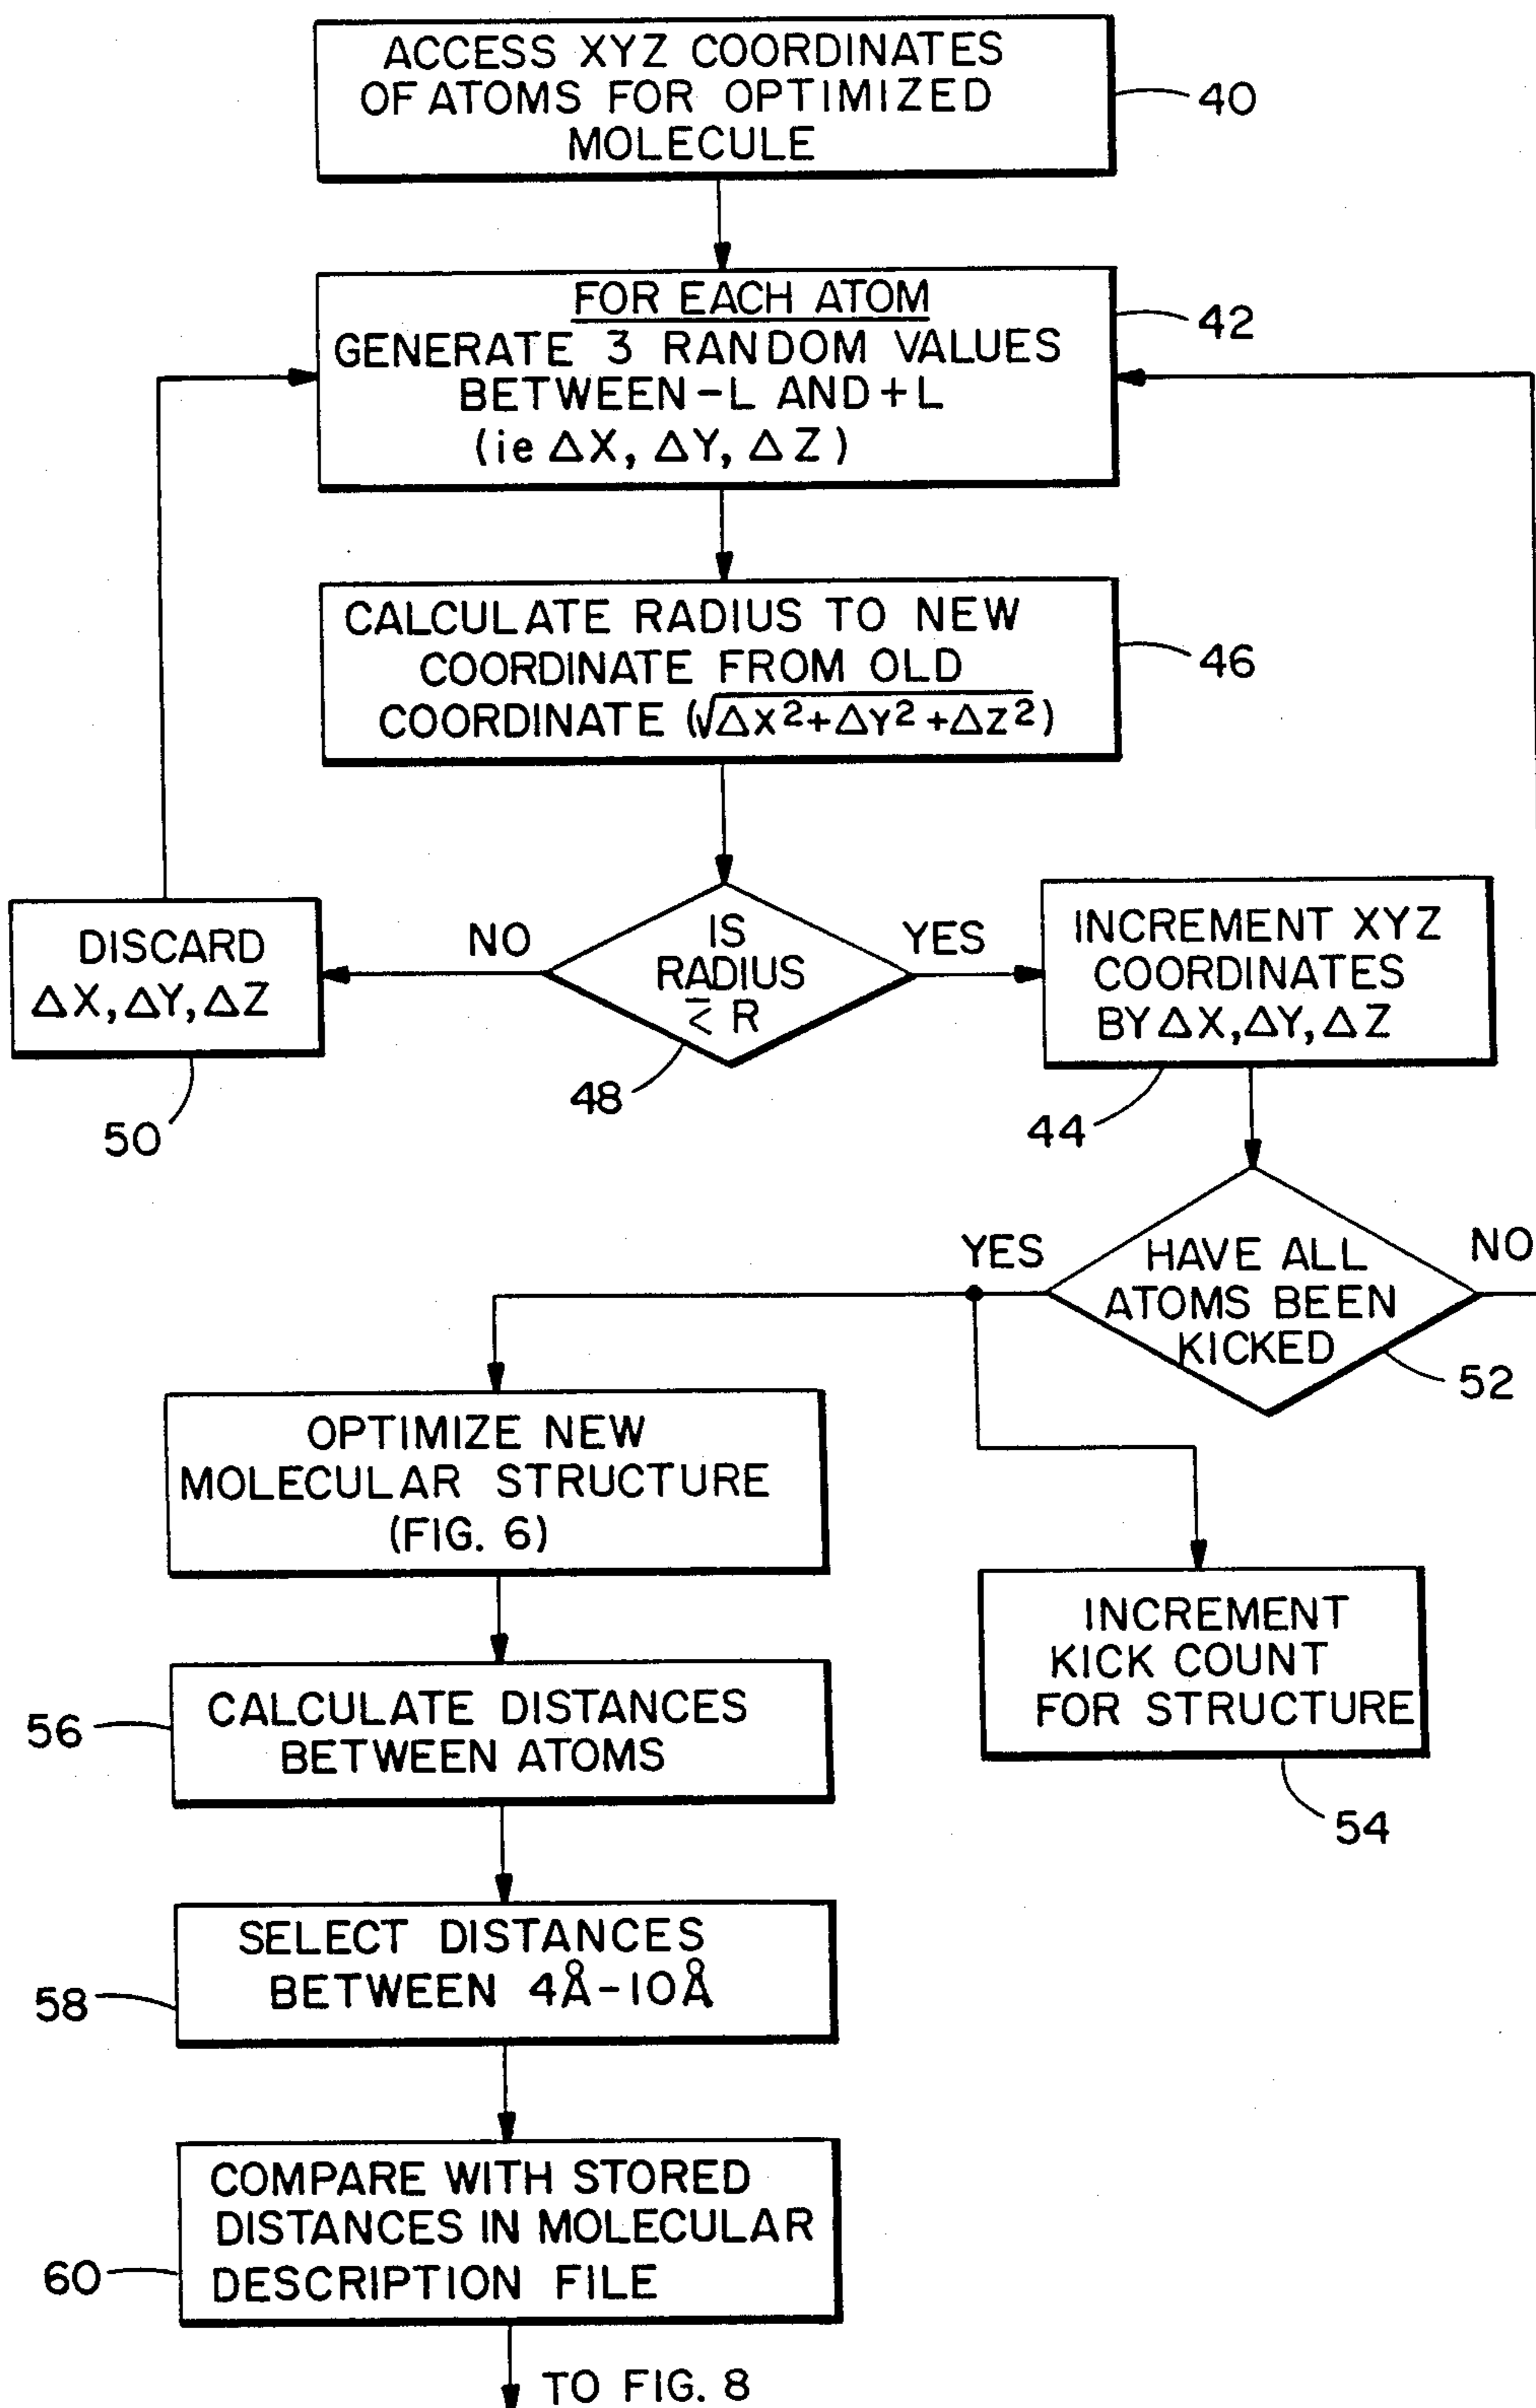 ACCESS XYZ COORDINATES
OF ATOMS FOR OPTIMIZED
MOLECULE
40
FOR EACH ATOM
GENERATE 3 RANDOM VALUES
BETWEEN -L AND +L
(ie ΔX, ΔY, ΔZ)
42
CALCULATE RADIUS TO NEW
COORDINATE FROM OLD
COORDINATE (√ΔX²+ΔY²+ΔZ²)
46
IS
RADIUS
≤ R
48
NO
YES
DISCARD
ΔX, ΔY, ΔZ
50
INCREMENT XYZ
COORDINATES
BY ΔX, ΔY, ΔZ
44
HAVE ALL
ATOMS BEEN
KICKED
52
YES
NO
OPTIMIZE NEW
MOLECULAR STRUCTURE
(FIG. 6)
INCREMENT
KICK COUNT
FOR STRUCTURE
54
CALCULATE DISTANCES
BETWEEN ATOMS
56
SELECT DISTANCES
BETWEEN 4Å-10Å
58
COMPARE WITH STORED
DISTANCES IN MOLECULAR
DESCRIPTION FILE
60
TO FIG. 8